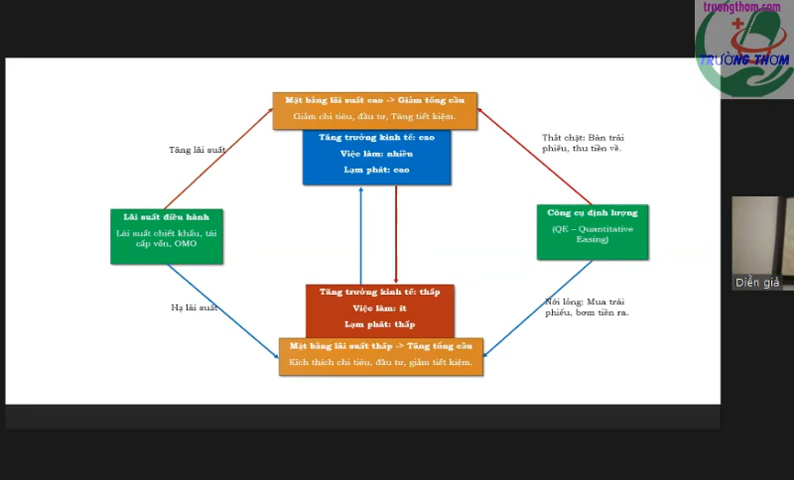 truongthom.com
TRƯỜNG THƠM
Mặt bằng lãi suất cao -> Giảm tổng cầu
Giảm chi tiêu, đầu tư, Tăng tiết kiệm.
Tăng trưởng kinh tế: cao
Việc làm: nhiều
Lạm phát: cao
Tăng lãi suất
Thắt chặt: Bán trái
phiếu, thu tiền về.
Lãi suất điều hành
Lãi suất chiết khấu, tái
cấp vốn, OMO
Công cụ định lượng
(QE – Quantitative
Easing)
Diễn giả
Hạ lãi suất
Nới lỏng: Mua trái
phiếu, bơm tiền ra.
Tăng trưởng kinh tế: thấp
Việc làm: ít
Lạm phát: thấp
Mặt bằng lãi suất thấp -> Tăng tổng cầu
Kích thích chi tiêu, đầu tư, giảm tiết kiệm.